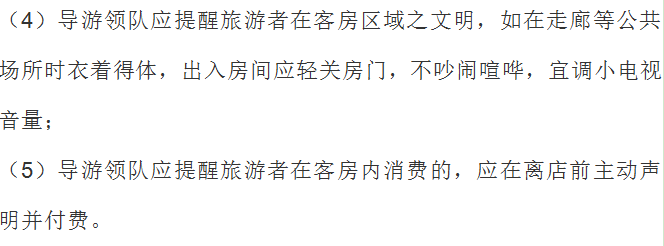 （4）导游领队应提醒旅游者在客房区域之文明，如在走廊等公共
场所时衣着得体，出入房间应轻关房门，不吵闹喧哗，宜调小电视
音量；
（5）导游领队应提醒旅游者在客房内消费的，应在离店前主动声
明并付费。